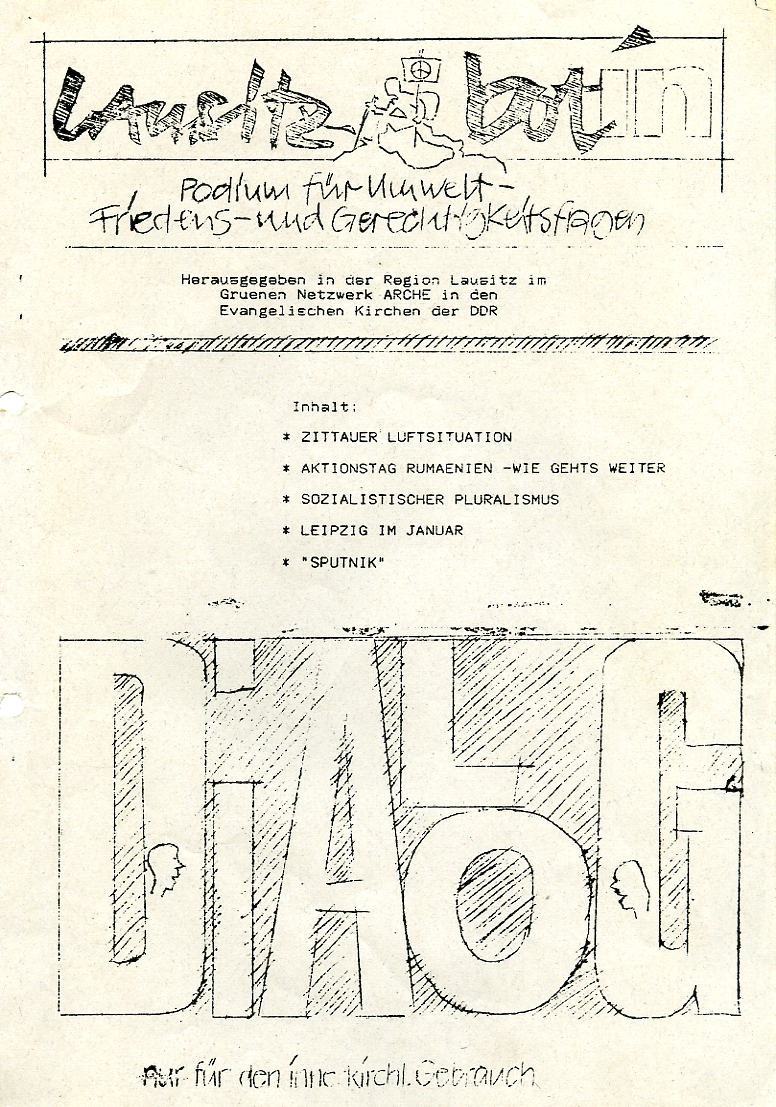 Lausitz botin
Podium für Umwelt-
Friedens- und Gerechtigkeitsfragen
Herausgegeben in der Region Lausitz im
Gruenen Netzwerk ARCHE in den
Evangelischen Kirchen der DDR
Inhalt:
* ZITTAUER LUFTSITUATION
* AKTIONSTAG RUMAENIEN -WIE GEHTS WEITER
* SOZIALISTISCHER PLURALISMUS
* LEIPZIG IM JANUAR
* "SPUTNIK"
DiALOG
nur für den innerkirchl. Gebrauch